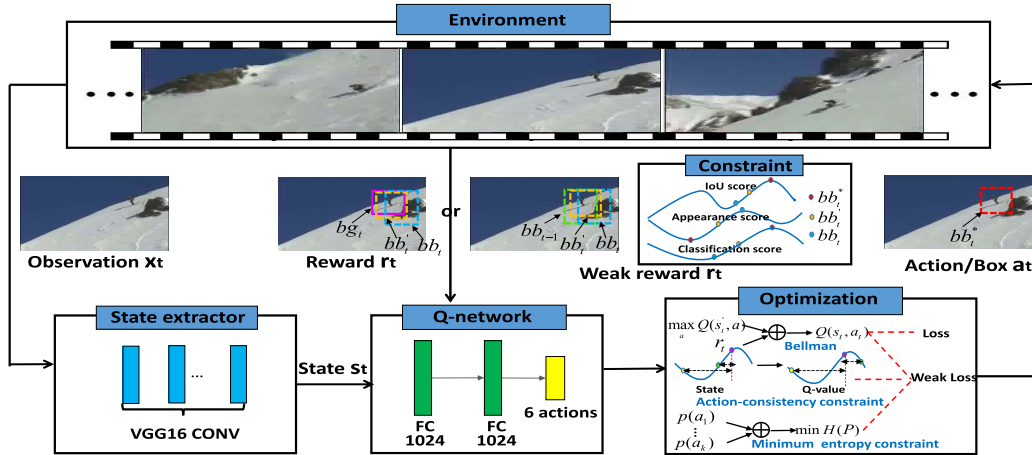 Environment
Constraint
IoU score
Appearance score
Classification score
bb*t
bb't
bbt
bgt
bb't
bbt
or
bbt-1
bb't
bbt
bb*t
Observation xt
Reward rt
Weak reward rt
Action/Box at
State extractor
...
VGG16 CONV
State st
Q-network
FC
1024
FC
1024
6 actions
Optimization
max Q(s't, a)
a
rt
Q(st, at)
Bellman
Loss
State
Q-value
Weak Loss
Action-consistency constraint
p(a1)
⋮
p(ak)
min H(P)
Minimum entropy constraint